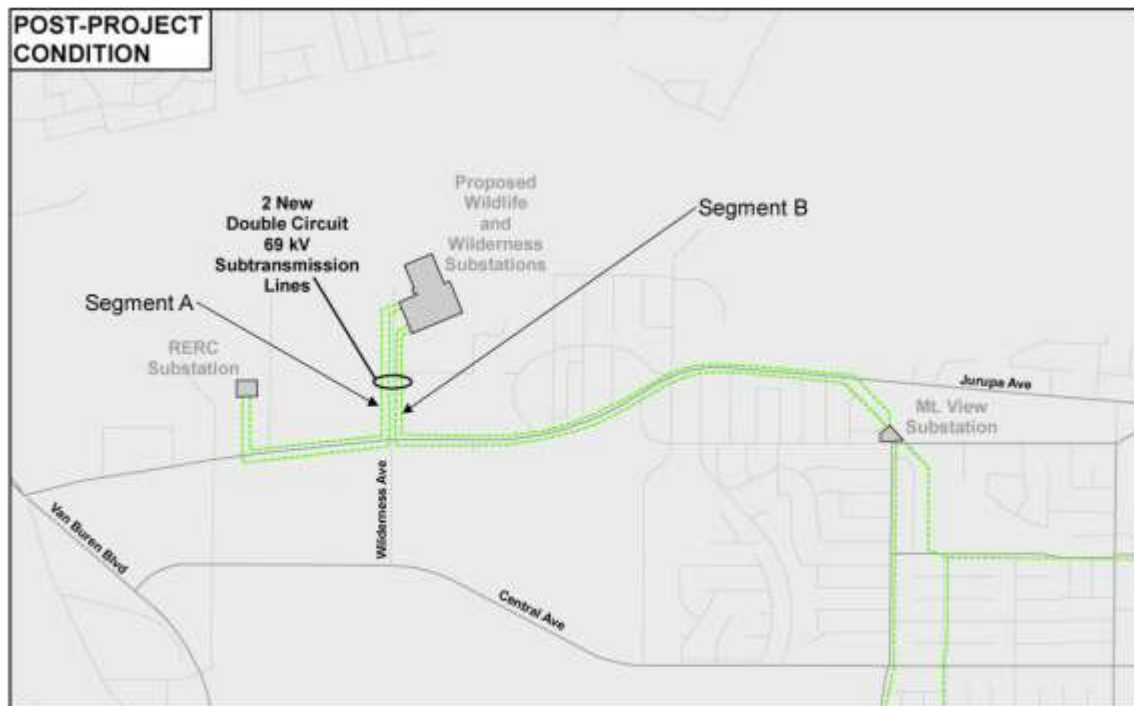 POST-PROJECT
CONDITION
2 New
Double Circuit
69 kV
Subtransmission
Lines
Proposed
Wildlife
and
Wilderness
Substations
Segment B
Segment A
RERC
Substation
Jurupa Ave
Mt. View
Substation
Wilderness Ave
Van Buren Blvd
Central Ave